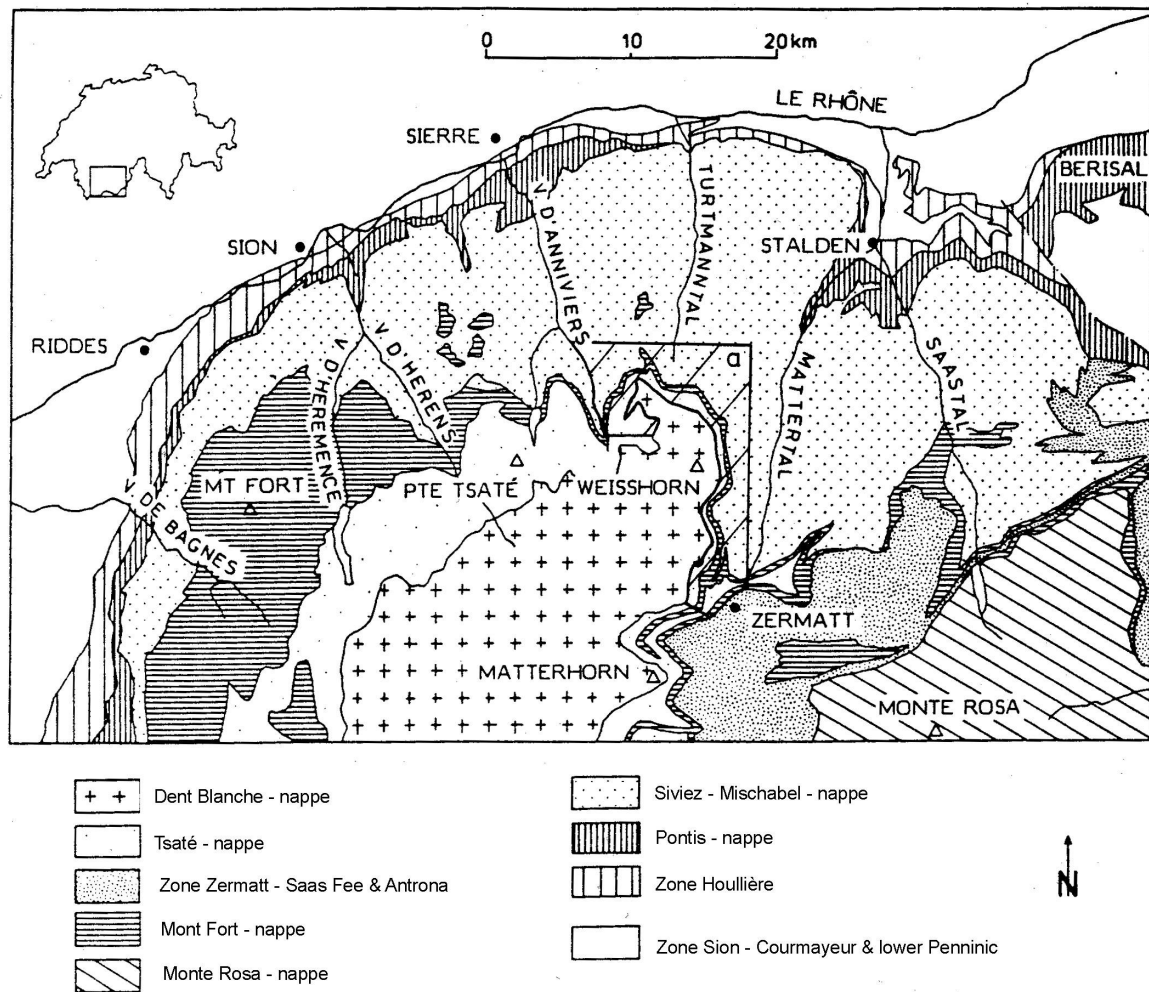 0 10 20 km
LE RHÔNE
SIERRE
BERISAL
V D'ANNIVIERS
TURTMANNTAL
SION
STALDEN
V D'HEREMENCE
V D'HERENS
RIDDES
a
MATTERTAL
SAASTAL
V DE BAGNES
MT FORT
PTE TSATÉ
WEISSHORN
ZERMATT
MATTERHORN
MONTE ROSA
Dent Blanche - nappe
Tsaté - nappe
Zone Zermatt - Saas Fee & Antrona
Mont Fort - nappe
Monte Rosa - nappe
Siviez - Mischabel - nappe
Pontis - nappe
Zone Houllière
Zone Sion - Courmayeur & lower Penninic
N